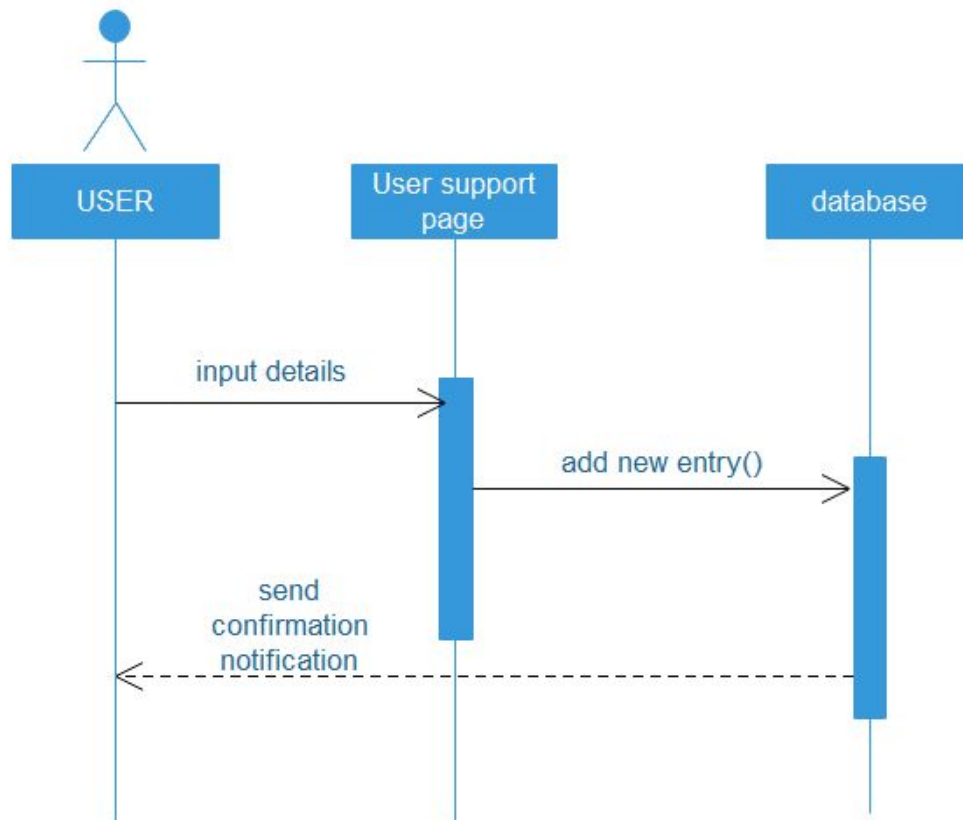 USER
User support
page
database
input details
add new entry()
send
confirmation
notification